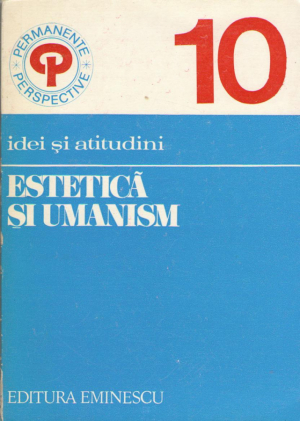 PERMANENTE
PERSPECTIVE
10
idei și atitudini
ESTETICĂ
ȘI UMANISM
EDITURA EMINESCU